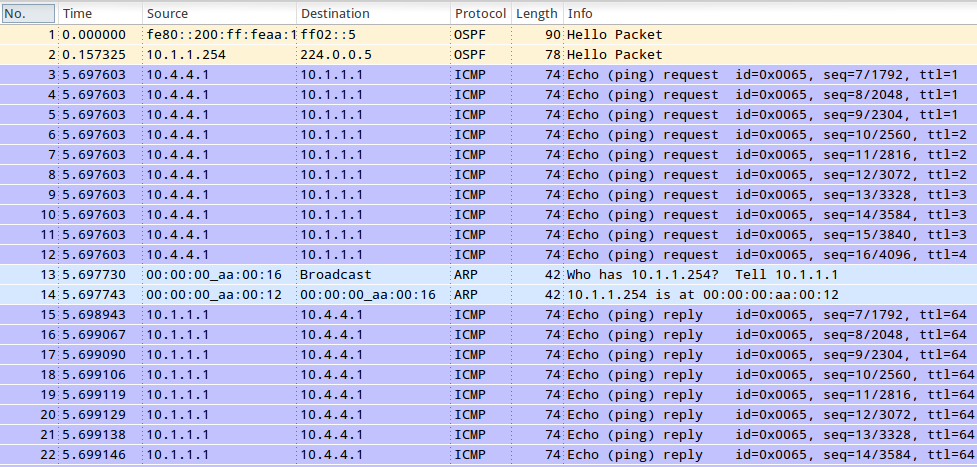 No. Time Source Destination Protocol Length Info
1 0.000000 fe80::200:ff:feaa:1 ff02::5 OSPF 90 Hello Packet
2 0.157325 10.1.1.254 224.0.0.5 OSPF 78 Hello Packet
3 5.697603 10.4.4.1 10.1.1.1 ICMP 74 Echo (ping) request id=0x0065, seq=7/1792, ttl=1
4 5.697603 10.4.4.1 10.1.1.1 ICMP 74 Echo (ping) request id=0x0065, seq=8/2048, ttl=1
5 5.697603 10.4.4.1 10.1.1.1 ICMP 74 Echo (ping) request id=0x0065, seq=9/2304, ttl=1
6 5.697603 10.4.4.1 10.1.1.1 ICMP 74 Echo (ping) request id=0x0065, seq=10/2560, ttl=2
7 5.697603 10.4.4.1 10.1.1.1 ICMP 74 Echo (ping) request id=0x0065, seq=11/2816, ttl=2
8 5.697603 10.4.4.1 10.1.1.1 ICMP 74 Echo (ping) request id=0x0065, seq=12/3072, ttl=2
9 5.697603 10.4.4.1 10.1.1.1 ICMP 74 Echo (ping) request id=0x0065, seq=13/3328, ttl=3
10 5.697603 10.4.4.1 10.1.1.1 ICMP 74 Echo (ping) request id=0x0065, seq=14/3584, ttl=3
11 5.697603 10.4.4.1 10.1.1.1 ICMP 74 Echo (ping) request id=0x0065, seq=15/3840, ttl=3
12 5.697603 10.4.4.1 10.1.1.1 ICMP 74 Echo (ping) request id=0x0065, seq=16/4096, ttl=4
13 5.697730 00:00:00_aa:00:16 Broadcast ARP 42 Who has 10.1.1.254? Tell 10.1.1.1
14 5.697743 00:00:00_aa:00:12 00:00:00_aa:00:16 ARP 42 10.1.1.254 is at 00:00:00:aa:00:12
15 5.698943 10.1.1.1 10.4.4.1 ICMP 74 Echo (ping) reply id=0x0065, seq=7/1792, ttl=64
16 5.699067 10.1.1.1 10.4.4.1 ICMP 74 Echo (ping) reply id=0x0065, seq=8/2048, ttl=64
17 5.699090 10.1.1.1 10.4.4.1 ICMP 74 Echo (ping) reply id=0x0065, seq=9/2304, ttl=64
18 5.699106 10.1.1.1 10.4.4.1 ICMP 74 Echo (ping) reply id=0x0065, seq=10/2560, ttl=64
19 5.699119 10.1.1.1 10.4.4.1 ICMP 74 Echo (ping) reply id=0x0065, seq=11/2816, ttl=64
20 5.699129 10.1.1.1 10.4.4.1 ICMP 74 Echo (ping) reply id=0x0065, seq=12/3072, ttl=64
21 5.699138 10.1.1.1 10.4.4.1 ICMP 74 Echo (ping) reply id=0x0065, seq=13/3328, ttl=64
22 5.699146 10.1.1.1 10.4.4.1 ICMP 74 Echo (ping) reply id=0x0065, seq=14/3584, ttl=64